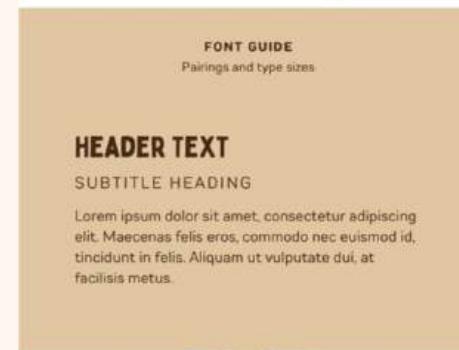 FONT GUIDE
Pairings and type sizes
HEADER TEXT
SUBTITLE HEADING
Lorem ipsum dolor sit amet, consectetur adipiscing
elit. Maecenas felis eros, commodo nec euismod id,
tincidunt in felis. Aliquam ut vulputate dui, at
facilisis metus.